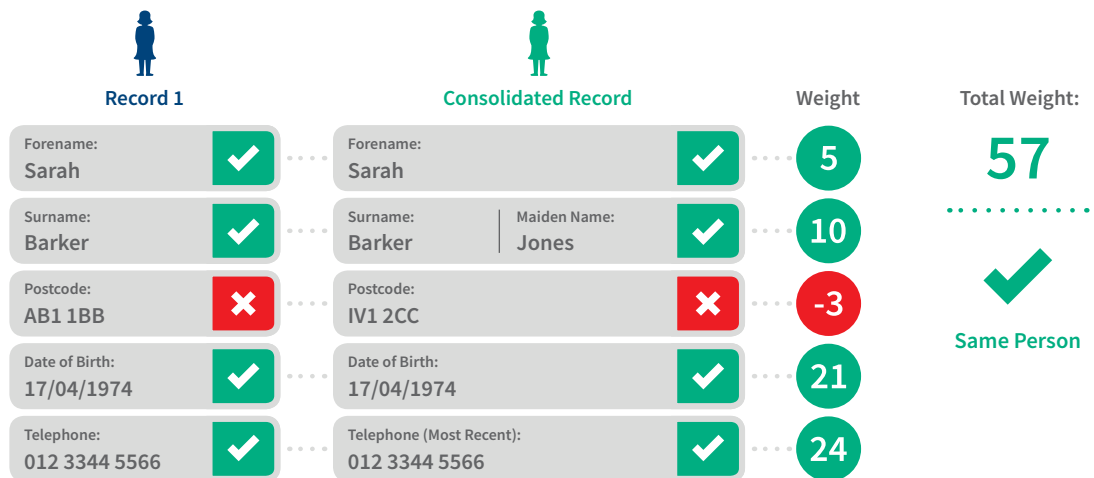 Record 1
Consolidated Record
Weight
Total Weight:
Forename:
Sarah
Forename:
Sarah
5
57
Surname:
Barker
Surname:
Barker
Maiden Name:
Jones
10
Postcode:
AB1 1BB
Postcode:
IV1 2CC
-3
Same Person
Date of Birth:
17/04/1974
Date of Birth:
17/04/1974
21
Telephone:
012 3344 5566
Telephone (Most Recent):
012 3344 5566
24